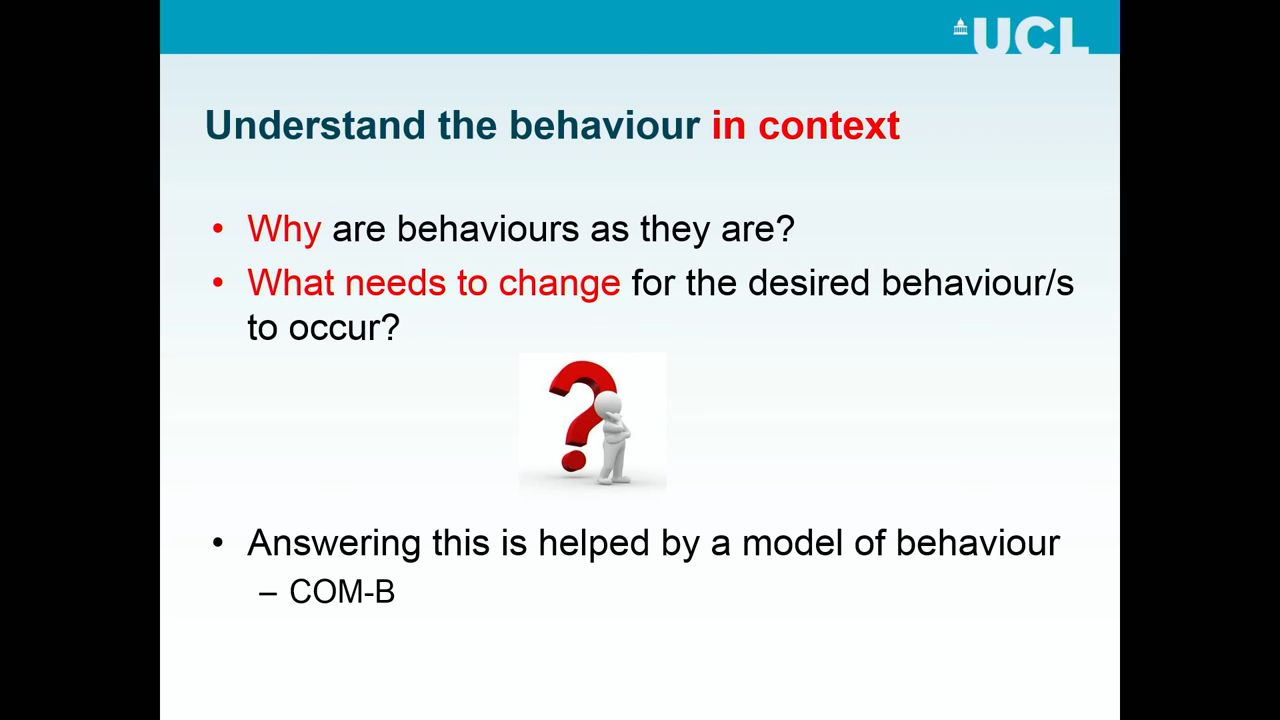 UCL
Understand the behaviour in context
• Why are behaviours as they are?
• What needs to change for the desired behaviour/s
to occur?
• Answering this is helped by a model of behaviour
– COM-B